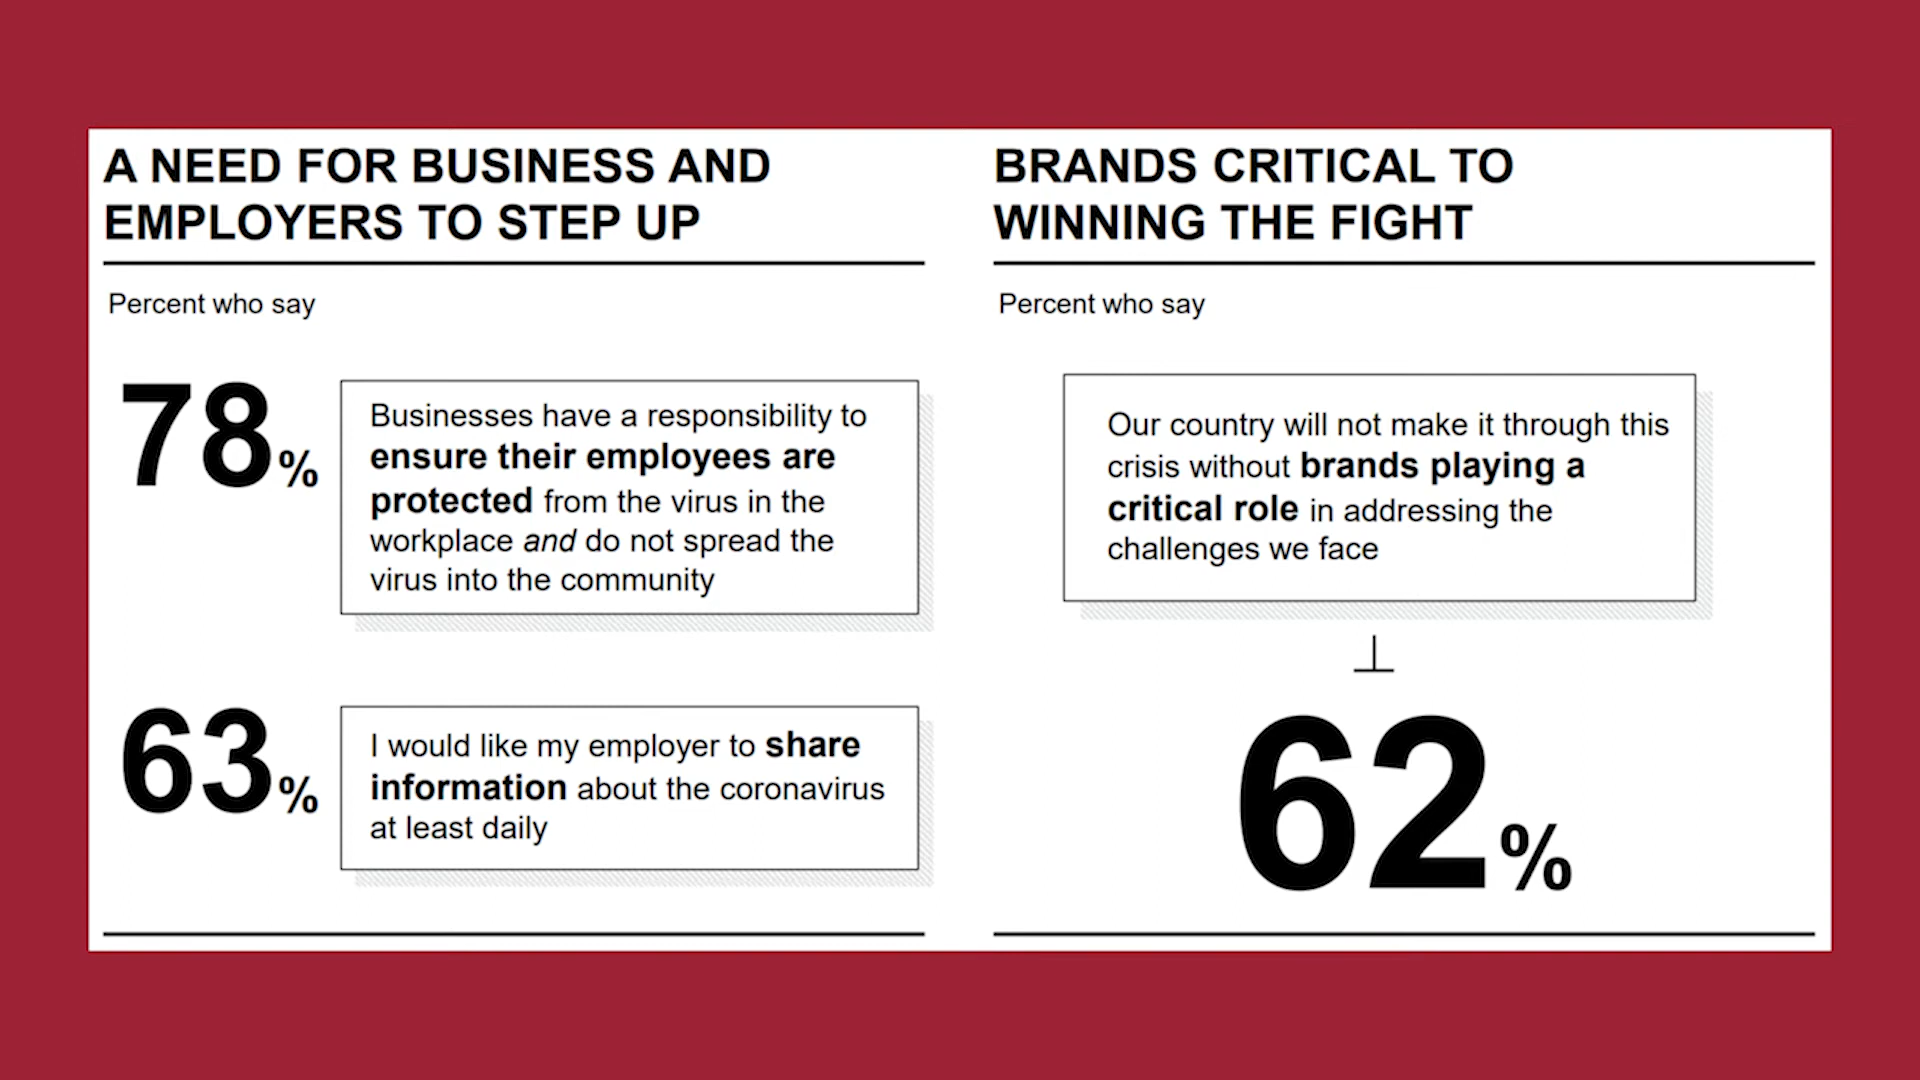 A NEED FOR BUSINESS AND
EMPLOYERS TO STEP UP
Percent who say
78%
Businesses have a responsibility to
ensure their employees are
protected from the virus in the
workplace and do not spread the
virus into the community
63%
I would like my employer to share
information about the coronavirus
at least daily
BRANDS CRITICAL TO
WINNING THE FIGHT
Percent who say
Our country will not make it through this
crisis without brands playing a
critical role in addressing the
challenges we face
62%